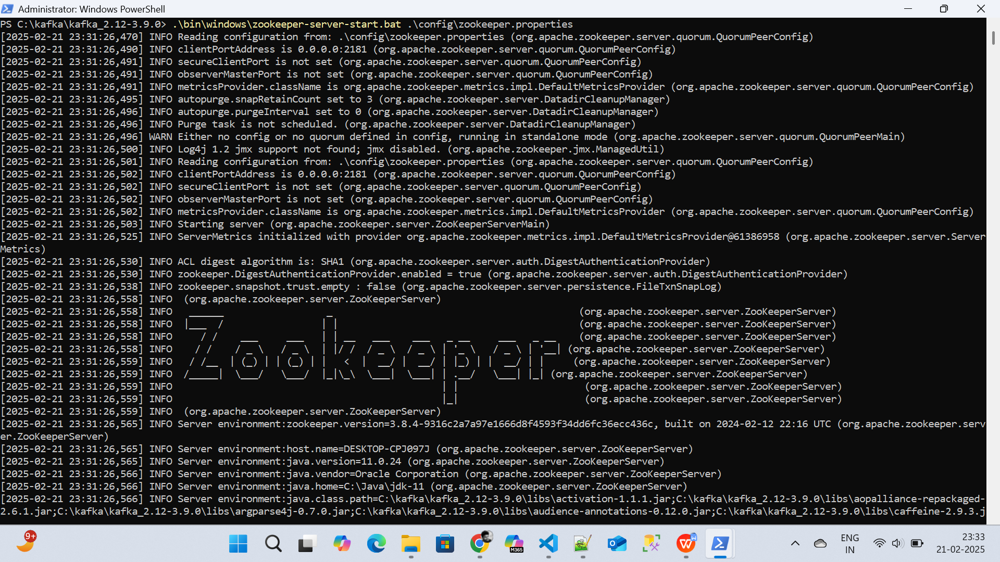 Administrator: Windows PowerShell
PS C:\kafka\kafka_2.12-3.9.0> .\bin\windows\zookeeper-server-start.bat .\config\zookeeper.properties
[2025-02-21 23:31:26,470] INFO Reading configuration from: .\config\zookeeper.properties (org.apache.zookeeper.server.quorum.QuorumPeerConfig)
[2025-02-21 23:31:26,490] INFO clientPortAddress is 0.0.0.0:2181 (org.apache.zookeeper.server.quorum.QuorumPeerConfig)
[2025-02-21 23:31:26,491] INFO secureClientPort is not set (org.apache.zookeeper.server.quorum.QuorumPeerConfig)
[2025-02-21 23:31:26,491] INFO observerMasterPort is not set (org.apache.zookeeper.server.quorum.QuorumPeerConfig)
[2025-02-21 23:31:26,491] INFO metricsProvider.className is org.apache.zookeeper.metrics.impl.DefaultMetricsProvider (org.apache.zookeeper.server.quorum.QuorumPeerConfig)
[2025-02-21 23:31:26,495] INFO autopurge.snapRetainCount set to 3 (org.apache.zookeeper.server.DatadirCleanupManager)
[2025-02-21 23:31:26,496] INFO autopurge.purgeInterval set to 0 (org.apache.zookeeper.server.DatadirCleanupManager)
[2025-02-21 23:31:26,496] INFO Purge task is not scheduled. (org.apache.zookeeper.server.DatadirCleanupManager)
[2025-02-21 23:31:26,496] WARN Either no config or no quorum defined in config, running in standalone mode (org.apache.zookeeper.server.quorum.QuorumPeerMain)
[2025-02-21 23:31:26,500] INFO Log4j 1.2 jmx support not found; jmx disabled. (org.apache.zookeeper.jmx.ManagedUtil)
[2025-02-21 23:31:26,501] INFO Reading configuration from: .\config\zookeeper.properties (org.apache.zookeeper.server.quorum.QuorumPeerConfig)
[2025-02-21 23:31:26,502] INFO clientPortAddress is 0.0.0.0:2181 (org.apache.zookeeper.server.quorum.QuorumPeerConfig)
[2025-02-21 23:31:26,502] INFO secureClientPort is not set (org.apache.zookeeper.server.quorum.QuorumPeerConfig)
[2025-02-21 23:31:26,502] INFO observerMasterPort is not set (org.apache.zookeeper.server.quorum.QuorumPeerConfig)
[2025-02-21 23:31:26,502] INFO metricsProvider.className is org.apache.zookeeper.metrics.impl.DefaultMetricsProvider (org.apache.zookeeper.server.quorum.QuorumPeerConfig)
[2025-02-21 23:31:26,503] INFO Starting server (org.apache.zookeeper.server.ZooKeeperServerMain)
[2025-02-21 23:31:26,525] INFO ServerMetrics initialized with provider org.apache.zookeeper.metrics.impl.DefaultMetricsProvider@61386958 (org.apache.zookeeper.server.Server
Metrics)
[2025-02-21 23:31:26,530] INFO ACL digest algorithm is: SHA1 (org.apache.zookeeper.server.auth.DigestAuthenticationProvider)
[2025-02-21 23:31:26,530] INFO zookeeper.DigestAuthenticationProvider.enabled = true (org.apache.zookeeper.server.auth.DigestAuthenticationProvider)
[2025-02-21 23:31:26,538] INFO zookeeper.snapshot.trust.empty : false (org.apache.zookeeper.server.persistence.FileTxnSnapLog)
[2025-02-21 23:31:26,558] INFO  (org.apache.zookeeper.server.ZooKeeperServer)
[2025-02-21 23:31:26,558] INFO   ______                  _                                           (org.apache.zookeeper.server.ZooKeeperServer)
[2025-02-21 23:31:26,558] INFO  |___  /                 | |                                          (org.apache.zookeeper.server.ZooKeeperServer)
[2025-02-21 23:31:26,558] INFO     / /    ___     ___   | | __   ___    ___   _ __     ___   _ __    (org.apache.zookeeper.server.ZooKeeperServer)
[2025-02-21 23:31:26,558] INFO    / /    / _ \   / _ \  | |/ /  / _ \  / _ \ | '_ \   / _ \ | '__| (org.apache.zookeeper.server.ZooKeeperServer)
[2025-02-21 23:31:26,559] INFO   / /__  | (_) | | (_) | |   <  |  __/ |  __/ | |_) | |  __/ | |     (org.apache.zookeeper.server.ZooKeeperServer)
[2025-02-21 23:31:26,559] INFO  /_____|  \___/   \___/  |_|\_\  \___|  \___| | .__/   \___| |_| (org.apache.zookeeper.server.ZooKeeperServer)
[2025-02-21 23:31:26,559] INFO                                               | |                      (org.apache.zookeeper.server.ZooKeeperServer)
[2025-02-21 23:31:26,559] INFO                                               |_|                      (org.apache.zookeeper.server.ZooKeeperServer)
[2025-02-21 23:31:26,559] INFO  (org.apache.zookeeper.server.ZooKeeperServer)
[2025-02-21 23:31:26,565] INFO Server environment:zookeeper.version=3.8.4-9316c2a7a97e1666d8f4593f34dd6fc36ecc436c, built on 2024-02-12 22:16 UTC (org.apache.zookeeper.serv
er.ZooKeeperServer)
[2025-02-21 23:31:26,565] INFO Server environment:host.name=DESKTOP-CPJ097J (org.apache.zookeeper.server.ZooKeeperServer)
[2025-02-21 23:31:26,565] INFO Server environment:java.version=11.0.24 (org.apache.zookeeper.server.ZooKeeperServer)
[2025-02-21 23:31:26,566] INFO Server environment:java.vendor=Oracle Corporation (org.apache.zookeeper.server.ZooKeeperServer)
[2025-02-21 23:31:26,566] INFO Server environment:java.home=C:\Java\jdk-11 (org.apache.zookeeper.server.ZooKeeperServer)
[2025-02-21 23:31:26,566] INFO Server environment:java.class.path=C:\kafka\kafka_2.12-3.9.0\libs\activation-1.1.1.jar;C:\kafka\kafka_2.12-3.9.0\libs\aopalliance-repackaged-
2.6.1.jar;C:\kafka\kafka_2.12-3.9.0\libs\argparse4j-0.7.0.jar;C:\kafka\kafka_2.12-3.9.0\libs\audience-annotations-0.12.0.jar;C:\kafka\kafka_2.12-3.9.0\libs\caffeine-2.9.3.j
9+
M365
ENG
IN
23:33
21-02-2025